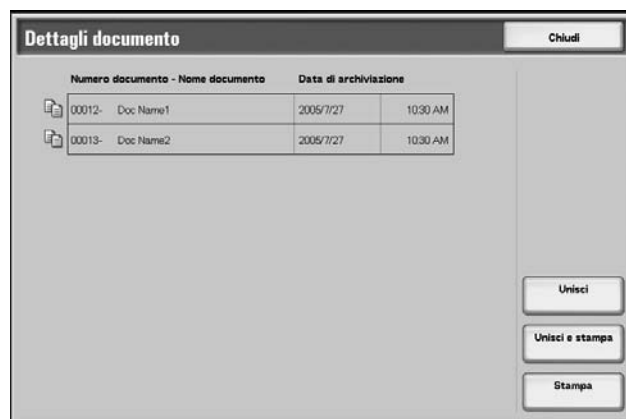 Dettagli documento Chiudi
Numero documento - Nome documento Data di archiviazione
00012- Doc Name1 2005/7/27 10:30 AM
00013- Doc Name2 2005/7/27 10:30 AM
Unisci
Unisci e stampa
Stampa